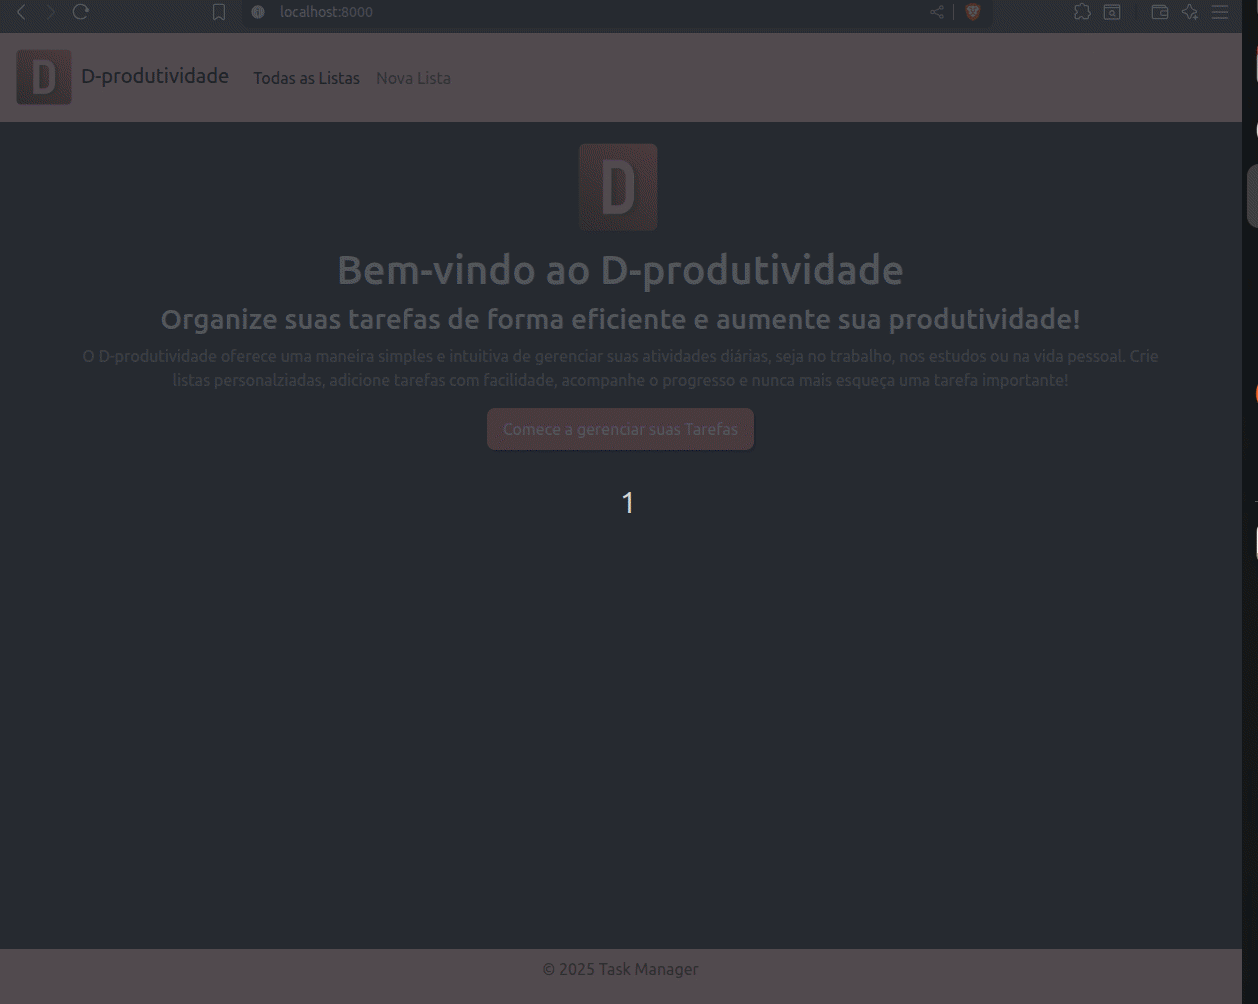 localhost:8000
D D-produtividade Todas as Listas Nova Lista
D
Bem-vindo ao D-produtividade
Organize suas tarefas de forma eficiente e aumente sua produtividade!
O D-produtividade oferece uma maneira simples e intuitiva de gerenciar suas atividades diárias, seja no trabalho, nos estudos ou na vida pessoal. Crie
listas personalziadas, adicione tarefas com facilidade, acompanhe o progresso e nunca mais esqueça uma tarefa importante!
Comece a gerenciar suas Tarefas
1
© 2025 Task Manager